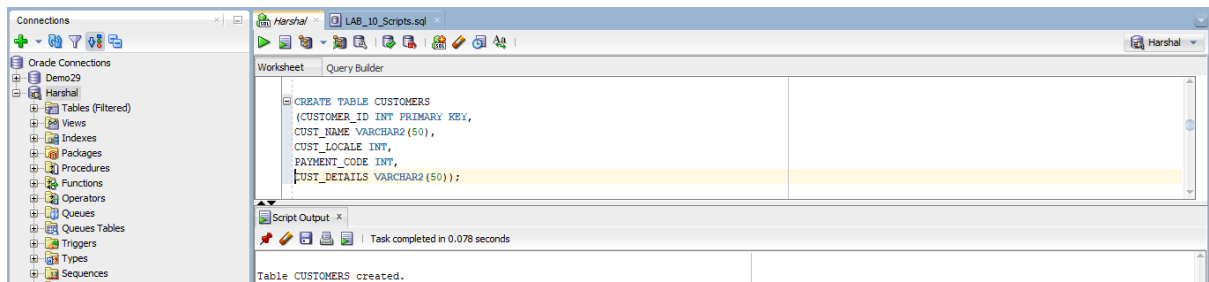 Connections
Oracle Connections
Demo29
Harshal
Tables (Filtered)
Views
Indexes
Packages
Procedures
Functions
Operators
Queues
Queues Tables
Triggers
Types
Sequences
Harshal
LAB_10_Scripts.sql
Harshal
Worksheet Query Builder
CREATE TABLE CUSTOMERS
(CUSTOMER_ID INT PRIMARY KEY,
CUST_NAME VARCHAR2(50),
CUST_LOCALE INT,
PAYMENT_CODE INT,
CUST_DETAILS VARCHAR2(50));
Script Output
Task completed in 0.078 seconds
Table CUSTOMERS created.